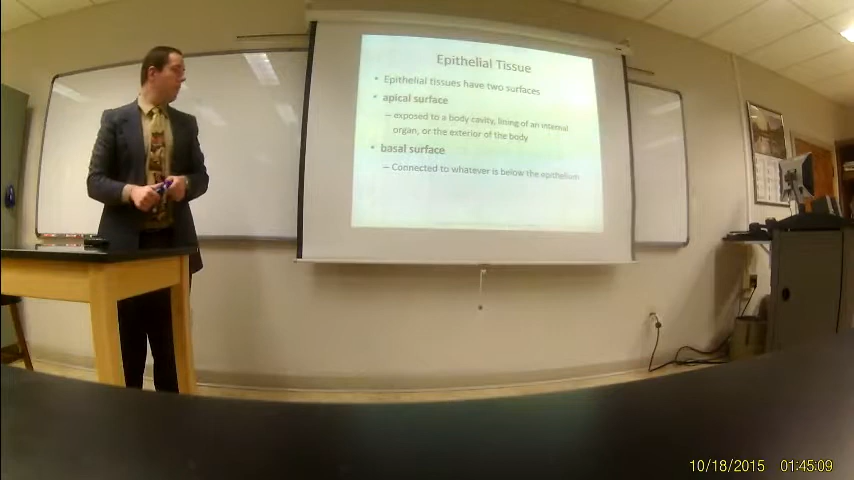 Epithelial Tissue
• Epithelial tissues have two surfaces
• apical surface
– exposed to a body cavity, lining of an internal
organ, or the exterior of the body
• basal surface
– Connected to whatever is below the epithelium
10/18/2015 01:45:09